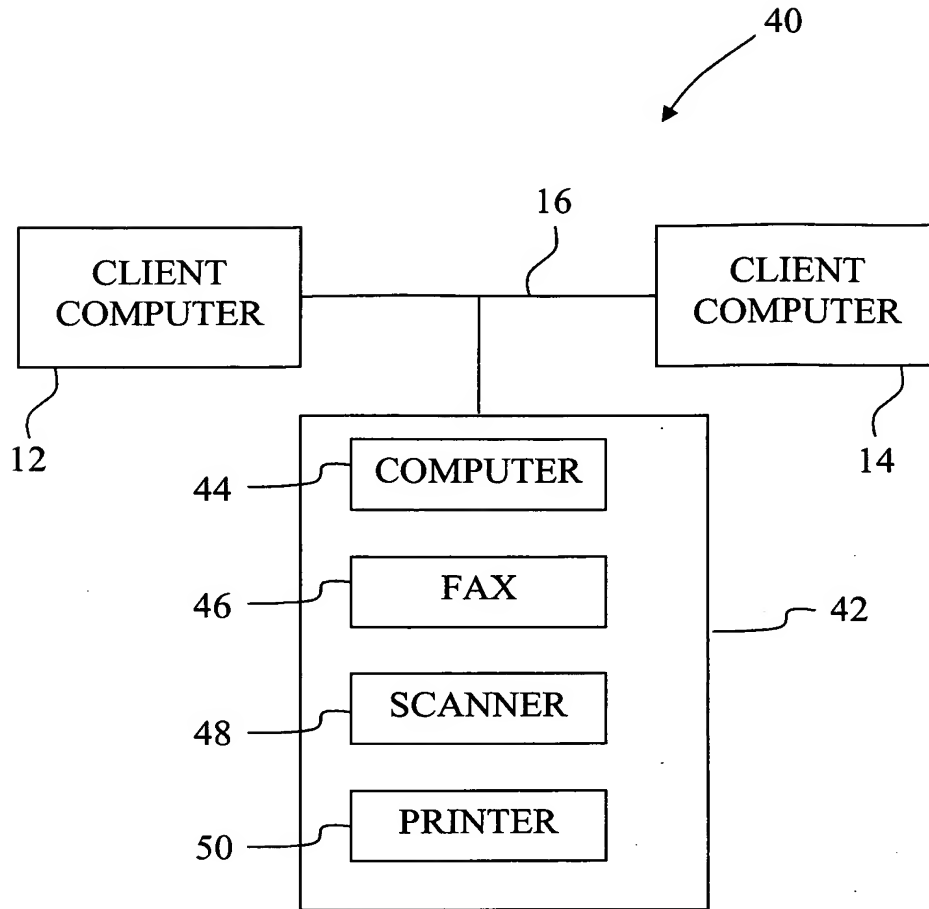 40
16
CLIENT
COMPUTER
CLIENT
COMPUTER
12
14
44
COMPUTER
46
FAX
42
48
SCANNER
50
PRINTER